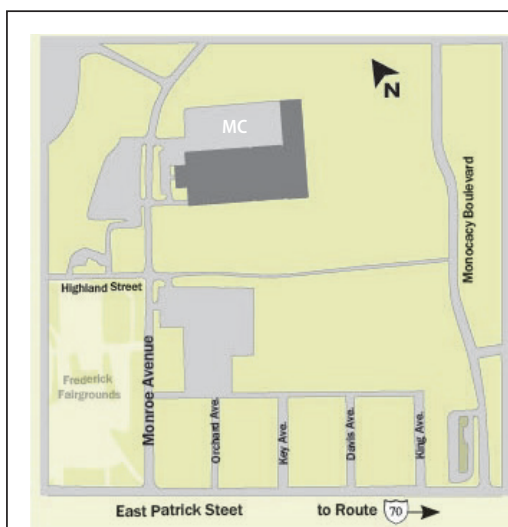 MC
N
Monocacy Boulevard
Highland Street
Monroe Avenue
Frederick
Fairgrounds
Orchard Ave.
Key Ave.
Davis Ave.
King Ave.
East Patrick Steet
to Route 70